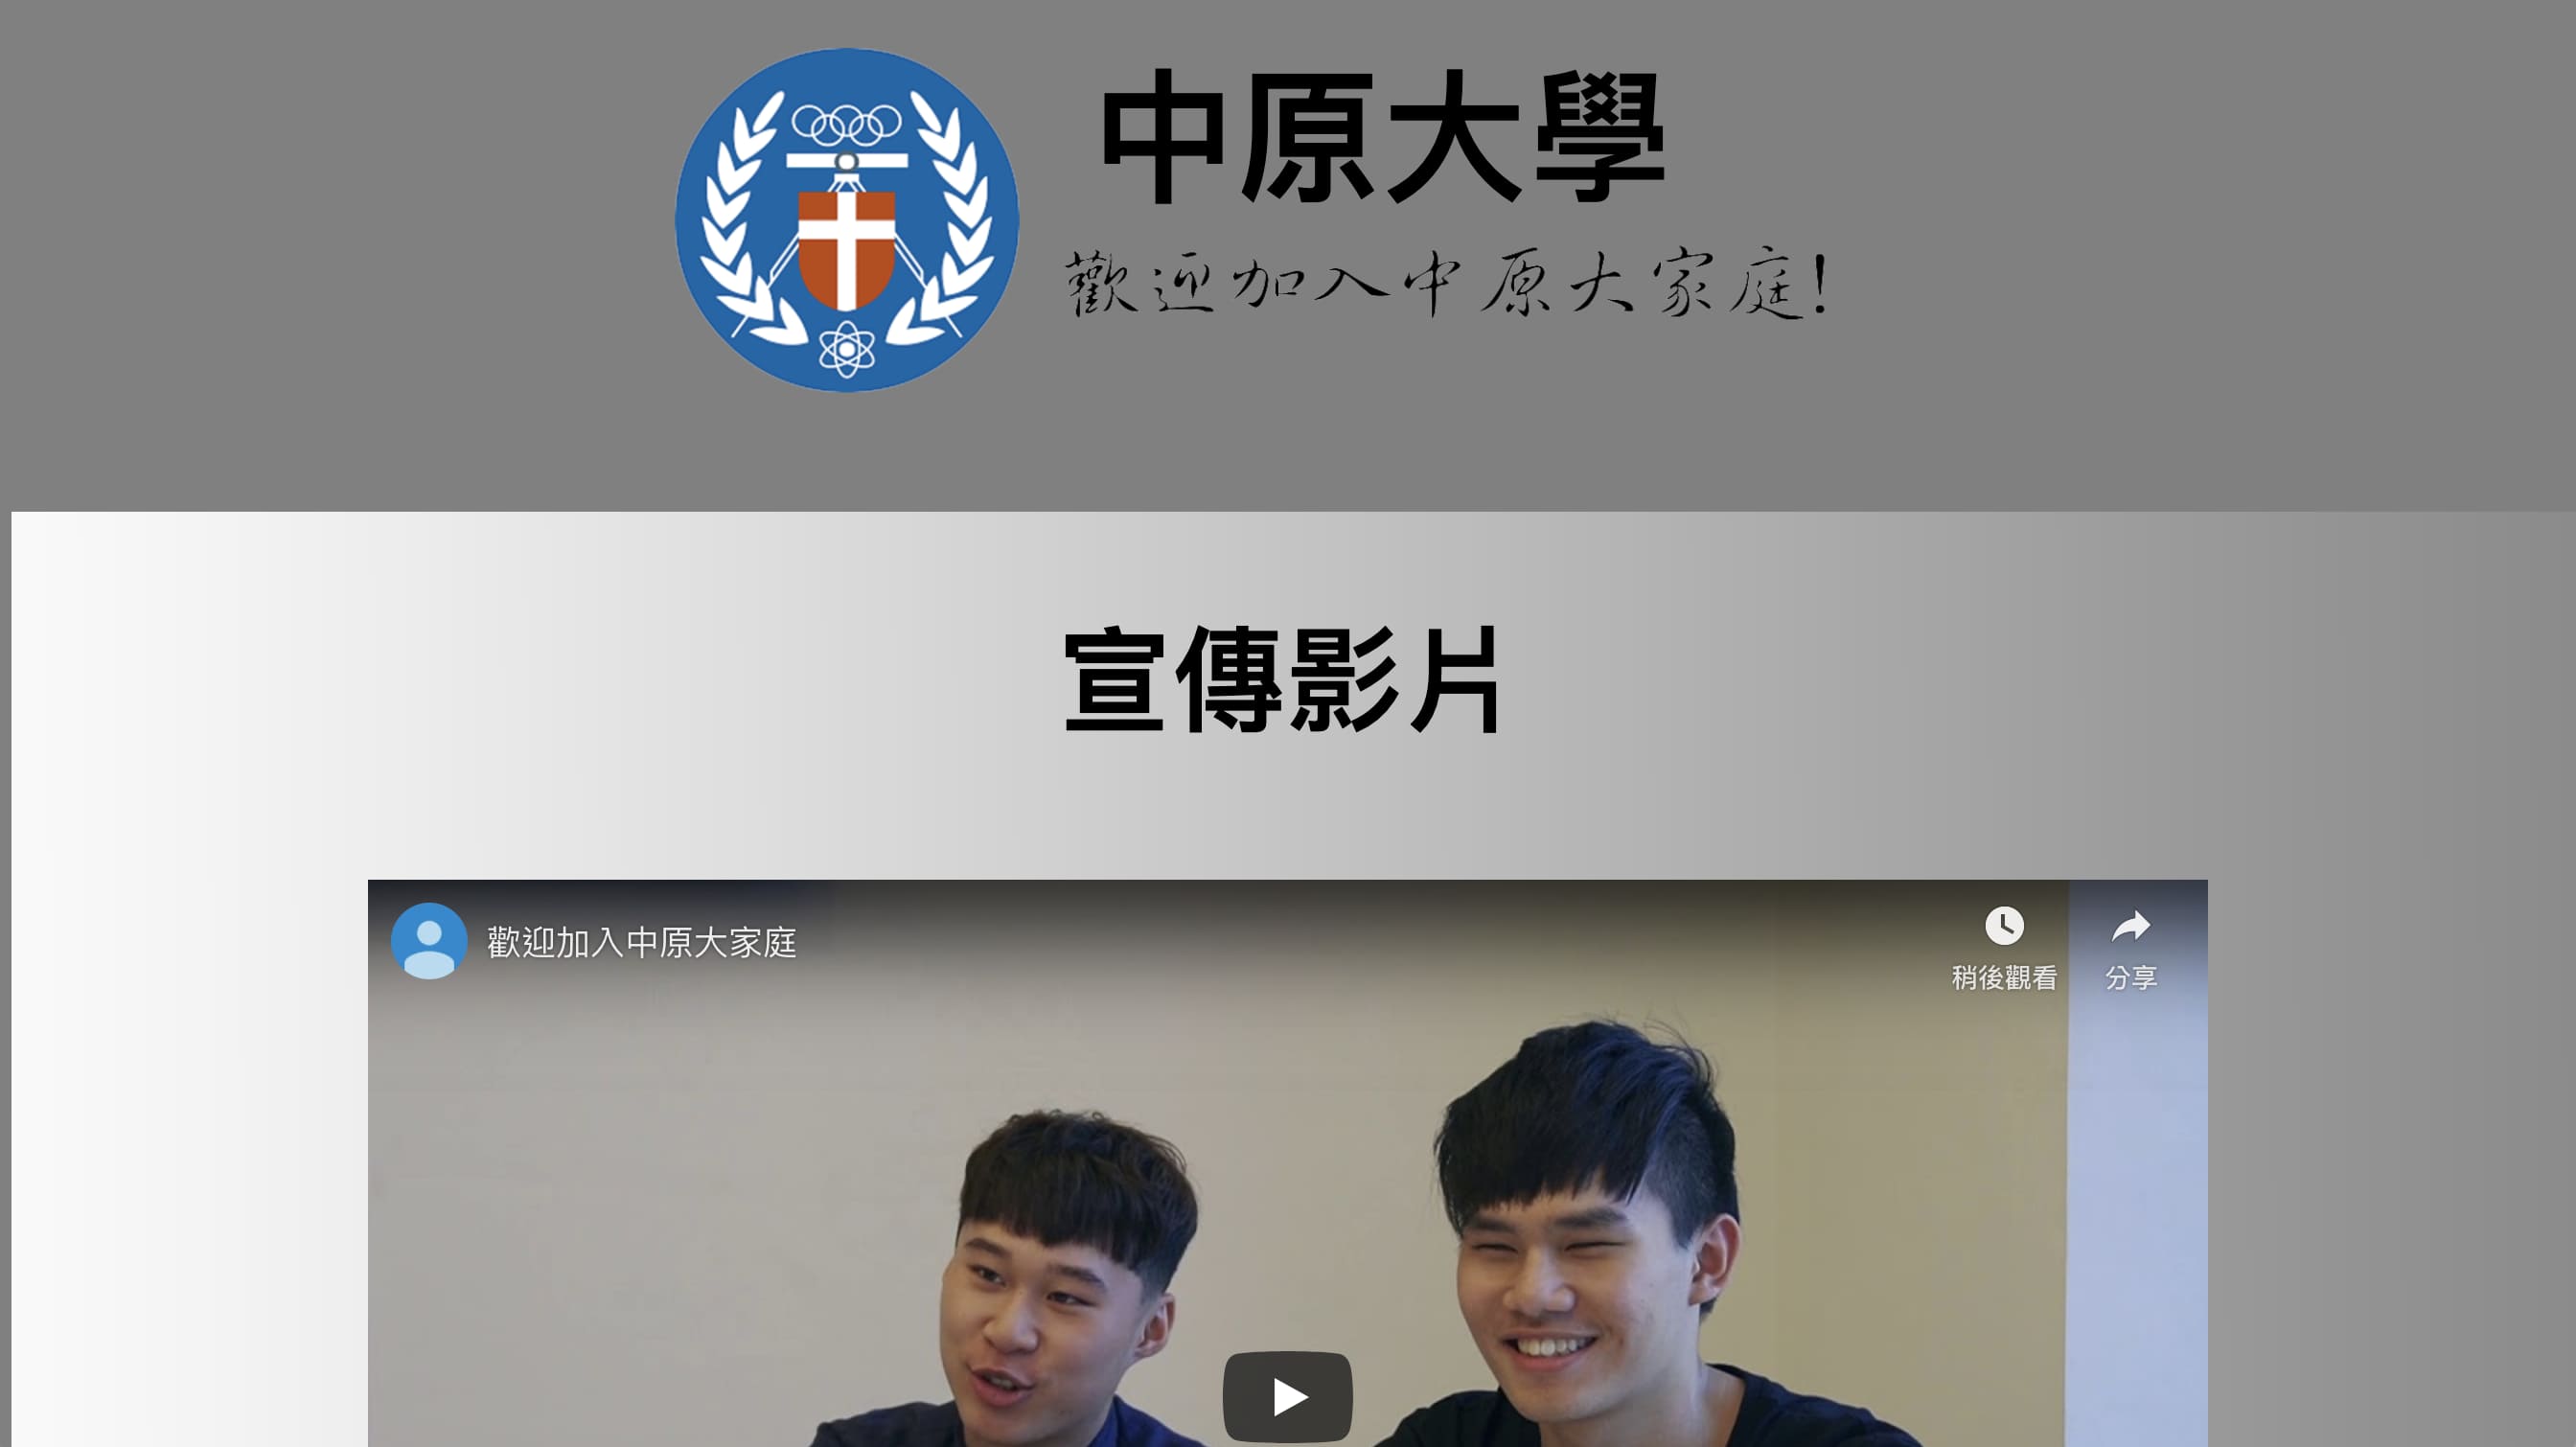 中原大學
歡迎加入中原大家庭!
宣傳影片
歡迎加入中原大家庭
稍後觀看
分享